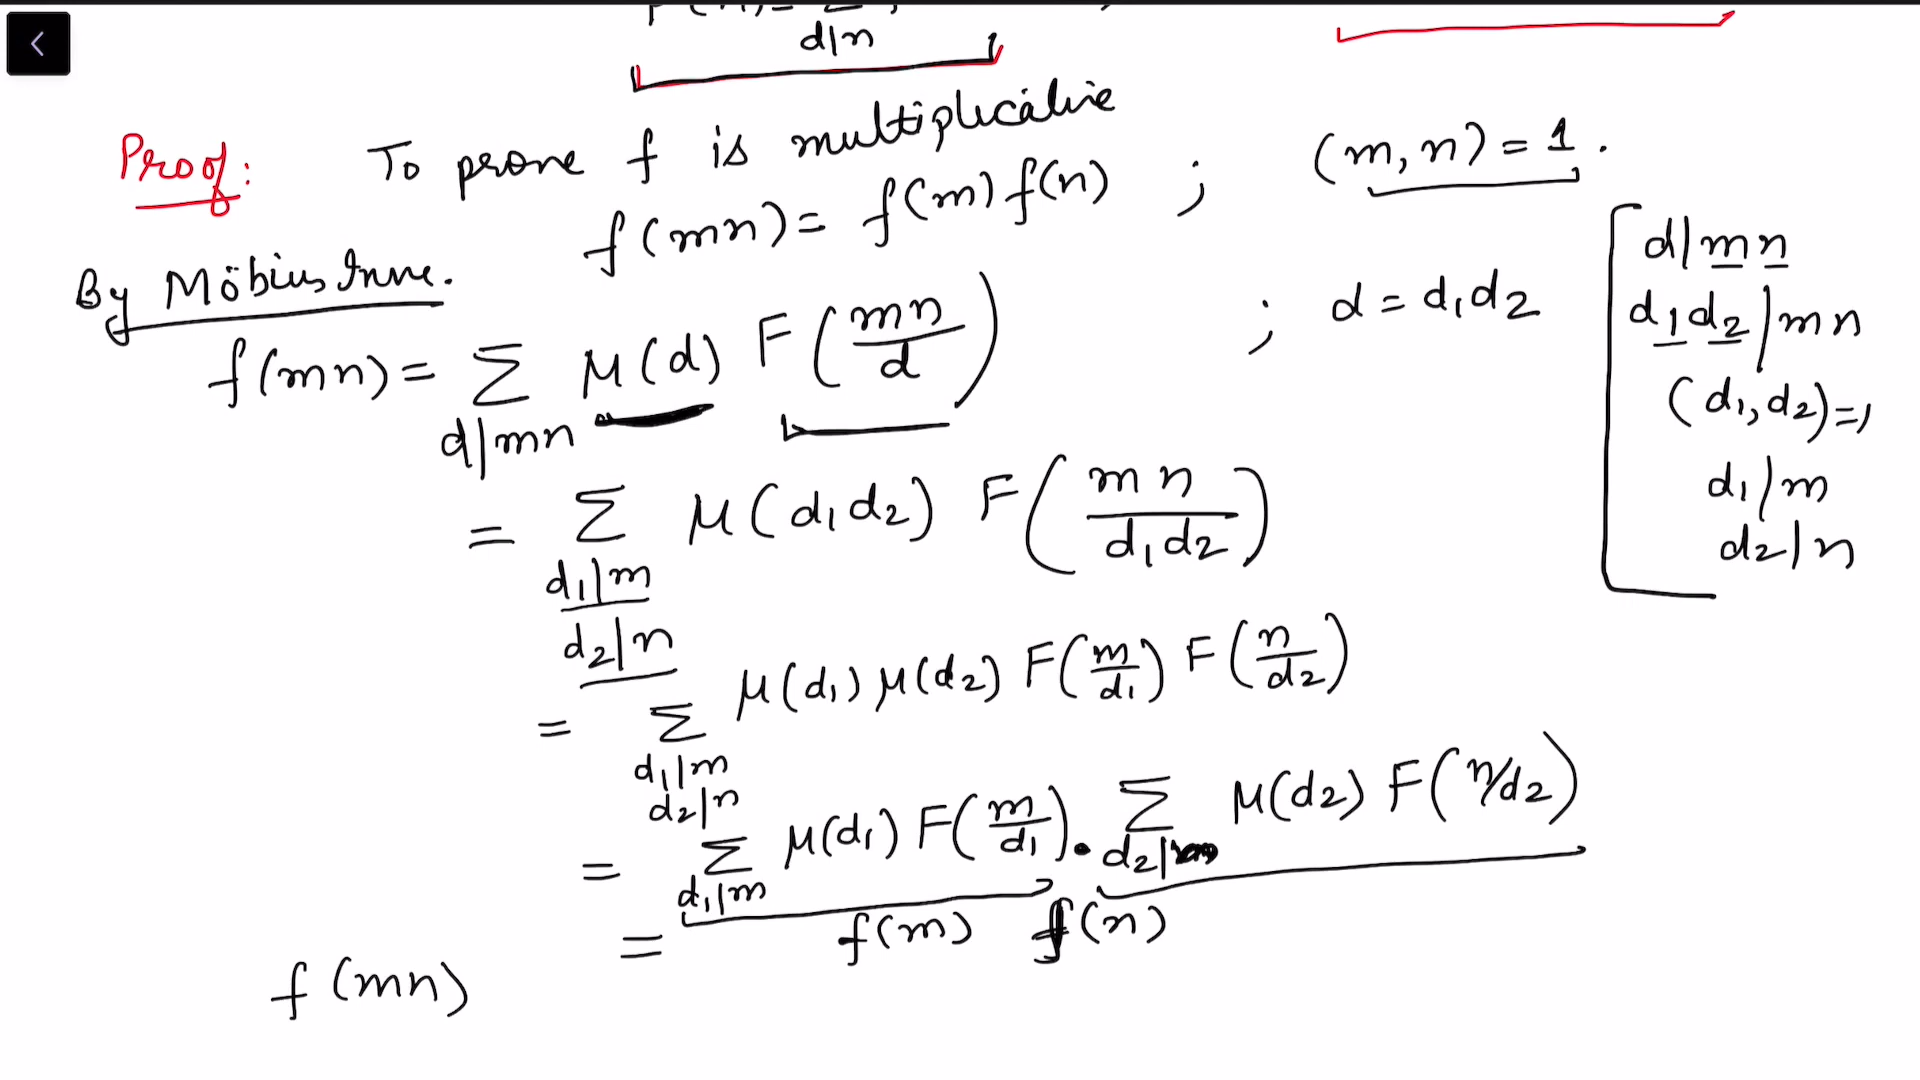 d|n
Proof: To prove f is multiplicative
f(mn) = f(m) f(n) ; (m, n) = 1 .
By Möbius Inve.
f(mn) = Σ μ(d) F(mn/d) ; d = d₁d₂
d|mn
= Σ μ(d₁d₂) F(mn/d₁d₂)
d₁|m
d₂|n
= Σ μ(d₁) μ(d₂) F(m/d₁) F(n/d₂)
d₁|m
d₂|n
= Σ μ(d₁) F(m/d₁) . Σ μ(d₂) F(n/d₂)
d₁|m d₂|n
= f(m) f(n)
f(mn)
d|mn
d₁d₂|mn
(d₁,d₂)=1
d₁|m
d₂|n